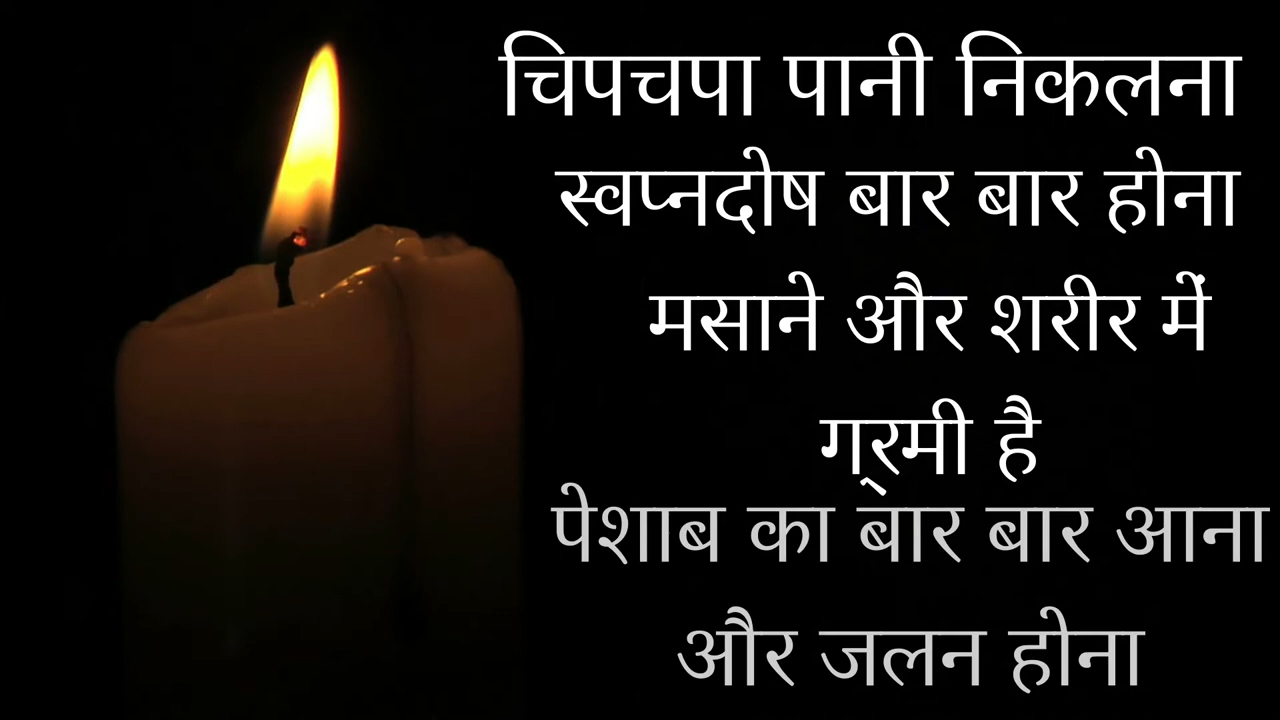 चिपचपा पानी निकलना
स्वप्नदोष बार बार होना
मसाने और शरीर में
ग्रमी है
पेशाब का बार बार आना
और जलन होना